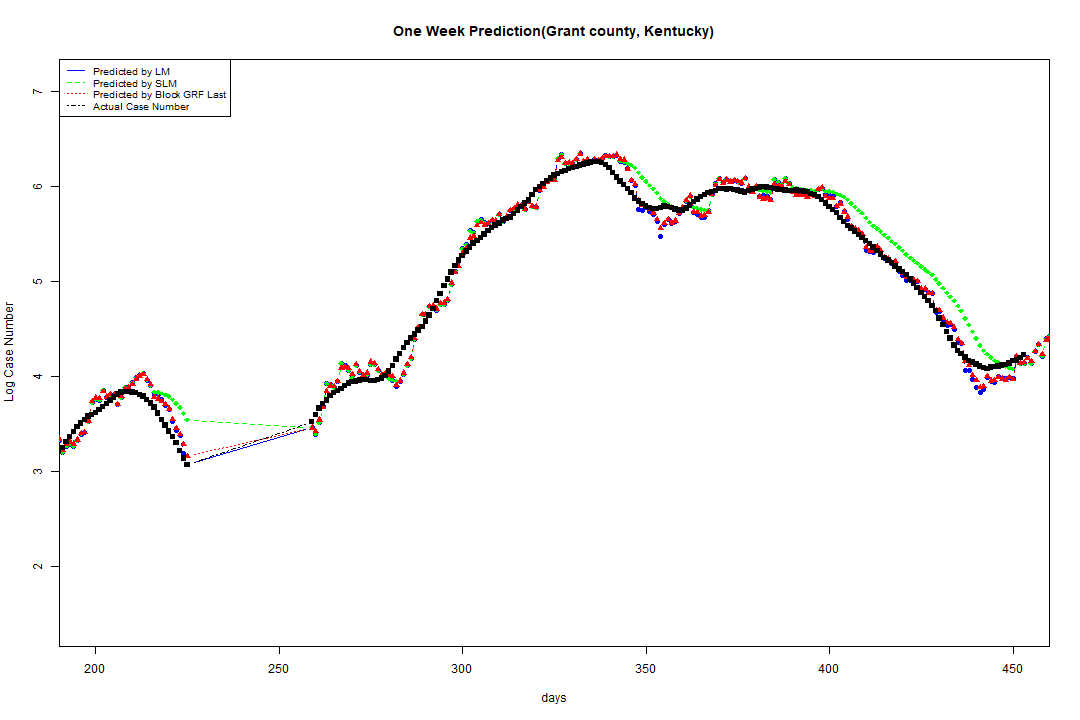 One Week Prediction(Grant county, Kentucky)
Predicted by LM
Predicted by SLM
Predicted by Block GRF Last
Actual Case Number
7
6
5
4
3
2
Log Case Number
200 250 300 350 400 450
days